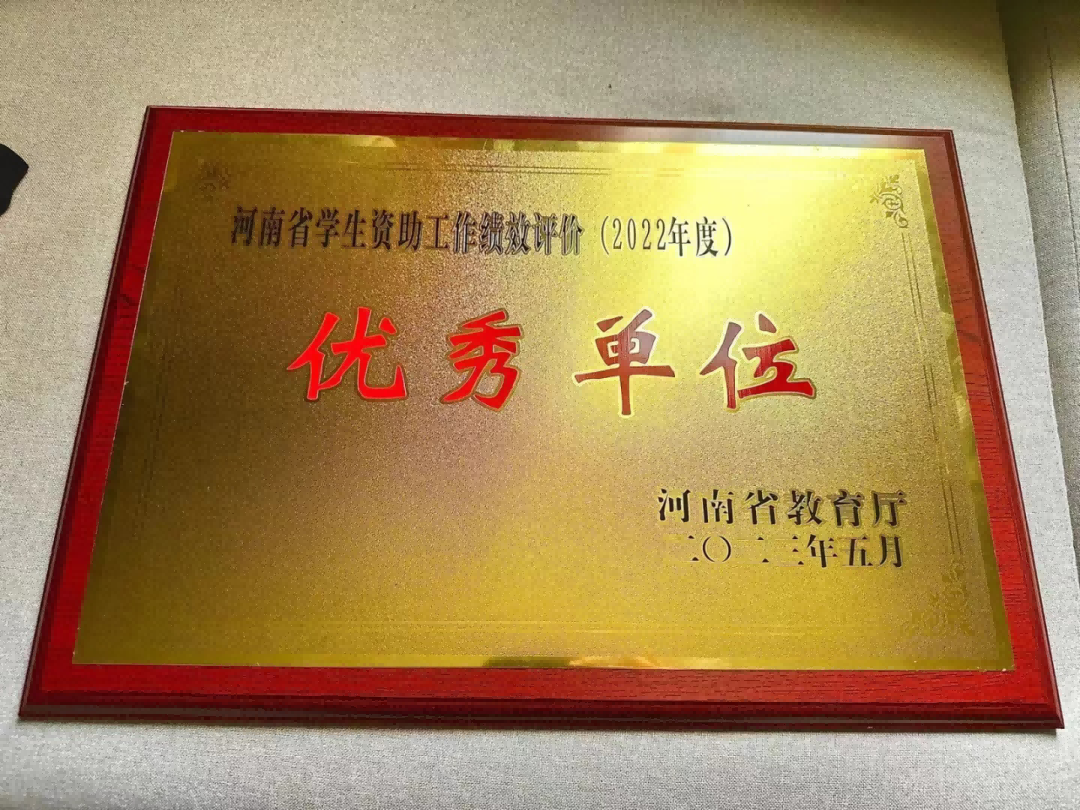 河南省学生资助工作绩效评价（2022年度）
优秀单位
河南省教育厅
二〇二三年五月